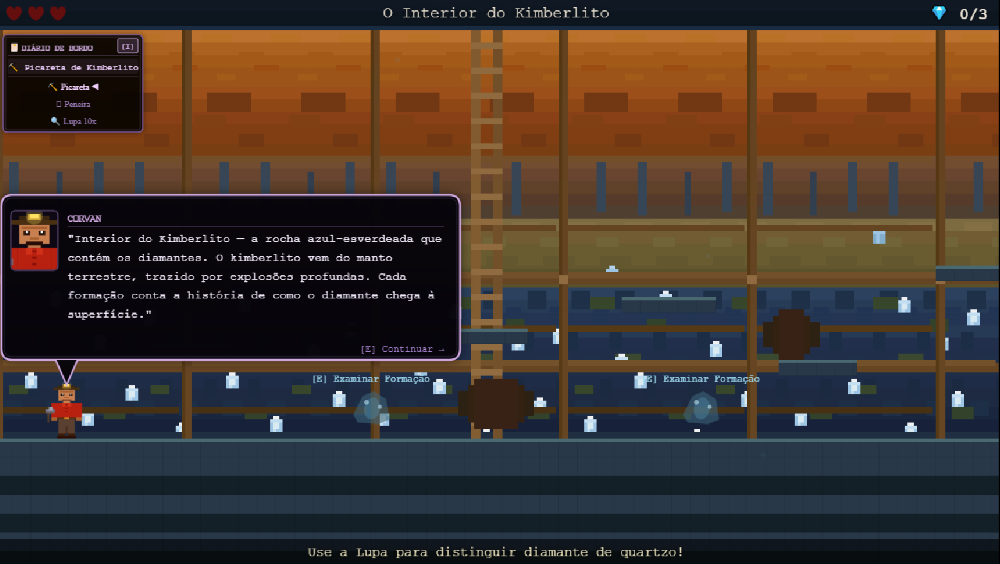 O Interior do Kimberlito
0/3
DIÁRIO DE BORDO
[I]
Picareta de Kimberlito
Picareta ◀
Peneira
Lupa 10x
CORVAN
"Interior do Kimberlito — a rocha azul-esverdeada que
contém os diamantes. O kimberlito vem do manto
terrestre, trazido por explosões profundas. Cada
formação conta a história de como o diamante chega à
superfície."
[E] Continuar →
[E] Examinar Formação
E] Examinar Formação
Use a Lupa para distinguir diamante de quartzo!